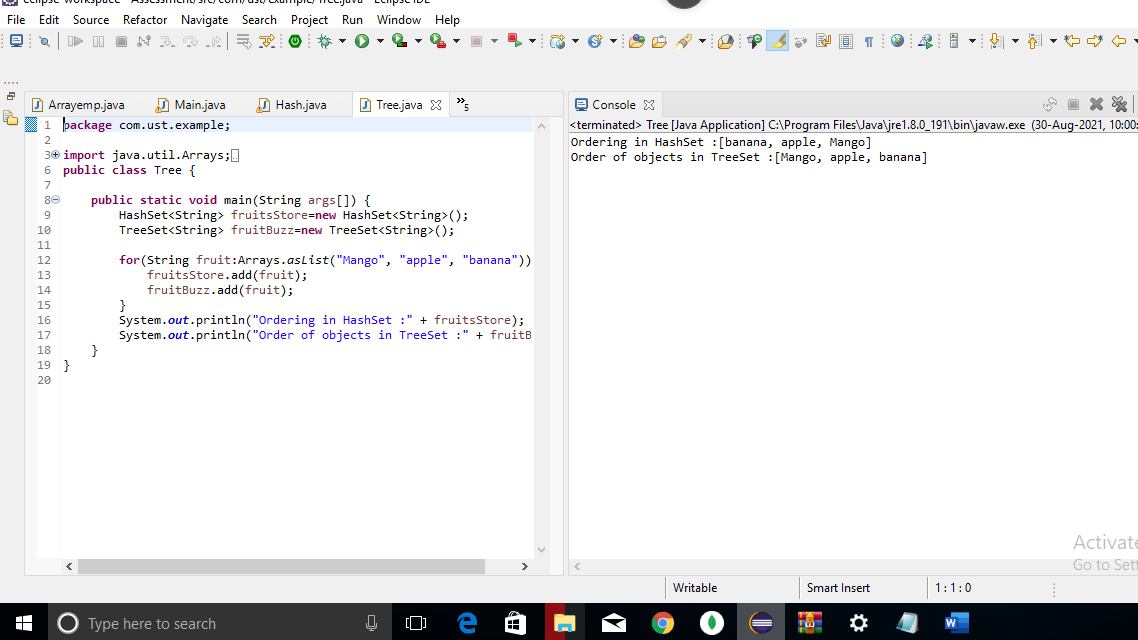 File Edit Source Refactor Navigate Search Project Run Window Help
Arrayemp.java Main.java Hash.java Tree.java »5
1 package com.ust.example;
2
3 import java.util.Arrays;
6 public class Tree {
7
8 public static void main(String args[]) {
9 HashSet<String> fruitsStore=new HashSet<String>();
10 TreeSet<String> fruitBuzz=new TreeSet<String>();
11
12 for(String fruit:Arrays.asList("Mango", "apple", "banana"))
13 fruitsStore.add(fruit);
14 fruitBuzz.add(fruit);
15 }
16 System.out.println("Ordering in HashSet :" + fruitsStore);
17 System.out.println("Order of objects in TreeSet :" + fruitB
18 }
19 }
20
Console
<terminated> Tree [Java Application] C:\Program Files\Java\jre1.8.0_191\bin\javaw.exe (30-Aug-2021, 10:00:
Ordering in HashSet :[banana, apple, Mango]
Order of objects in TreeSet :[Mango, apple, banana]
Activate
Go to Sett
Writable Smart Insert 1 : 1 : 0
Type here to search